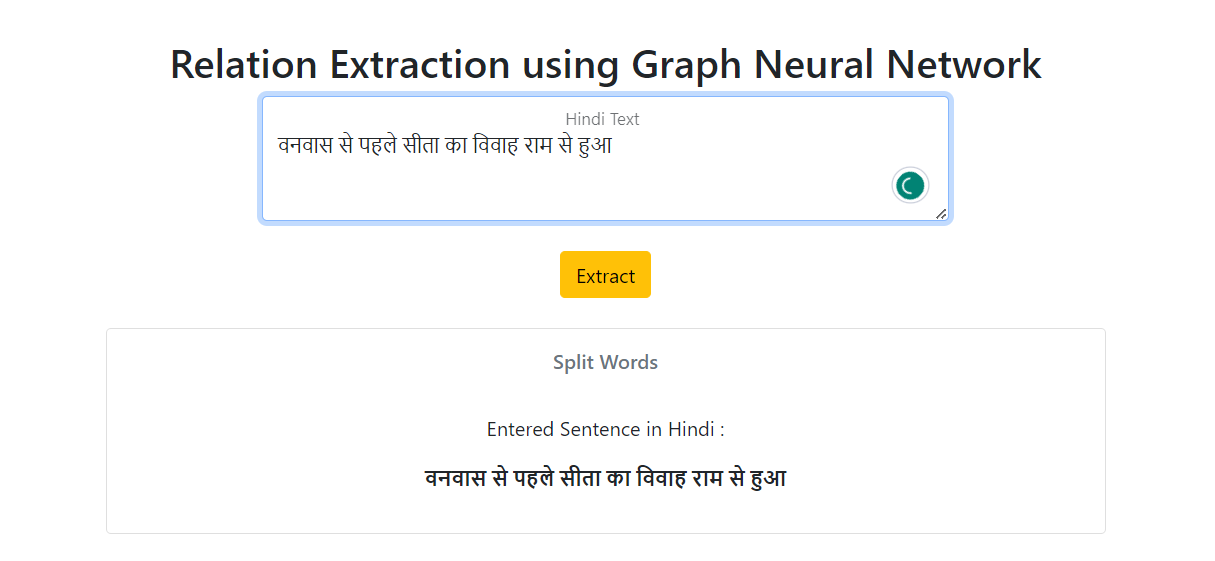 Relation Extraction using Graph Neural Network
Hindi Text
वनवास से पहले सीता का विवाह राम से हुआ
Extract
Split Words
Entered Sentence in Hindi :
वनवास से पहले सीता का विवाह राम से हुआ